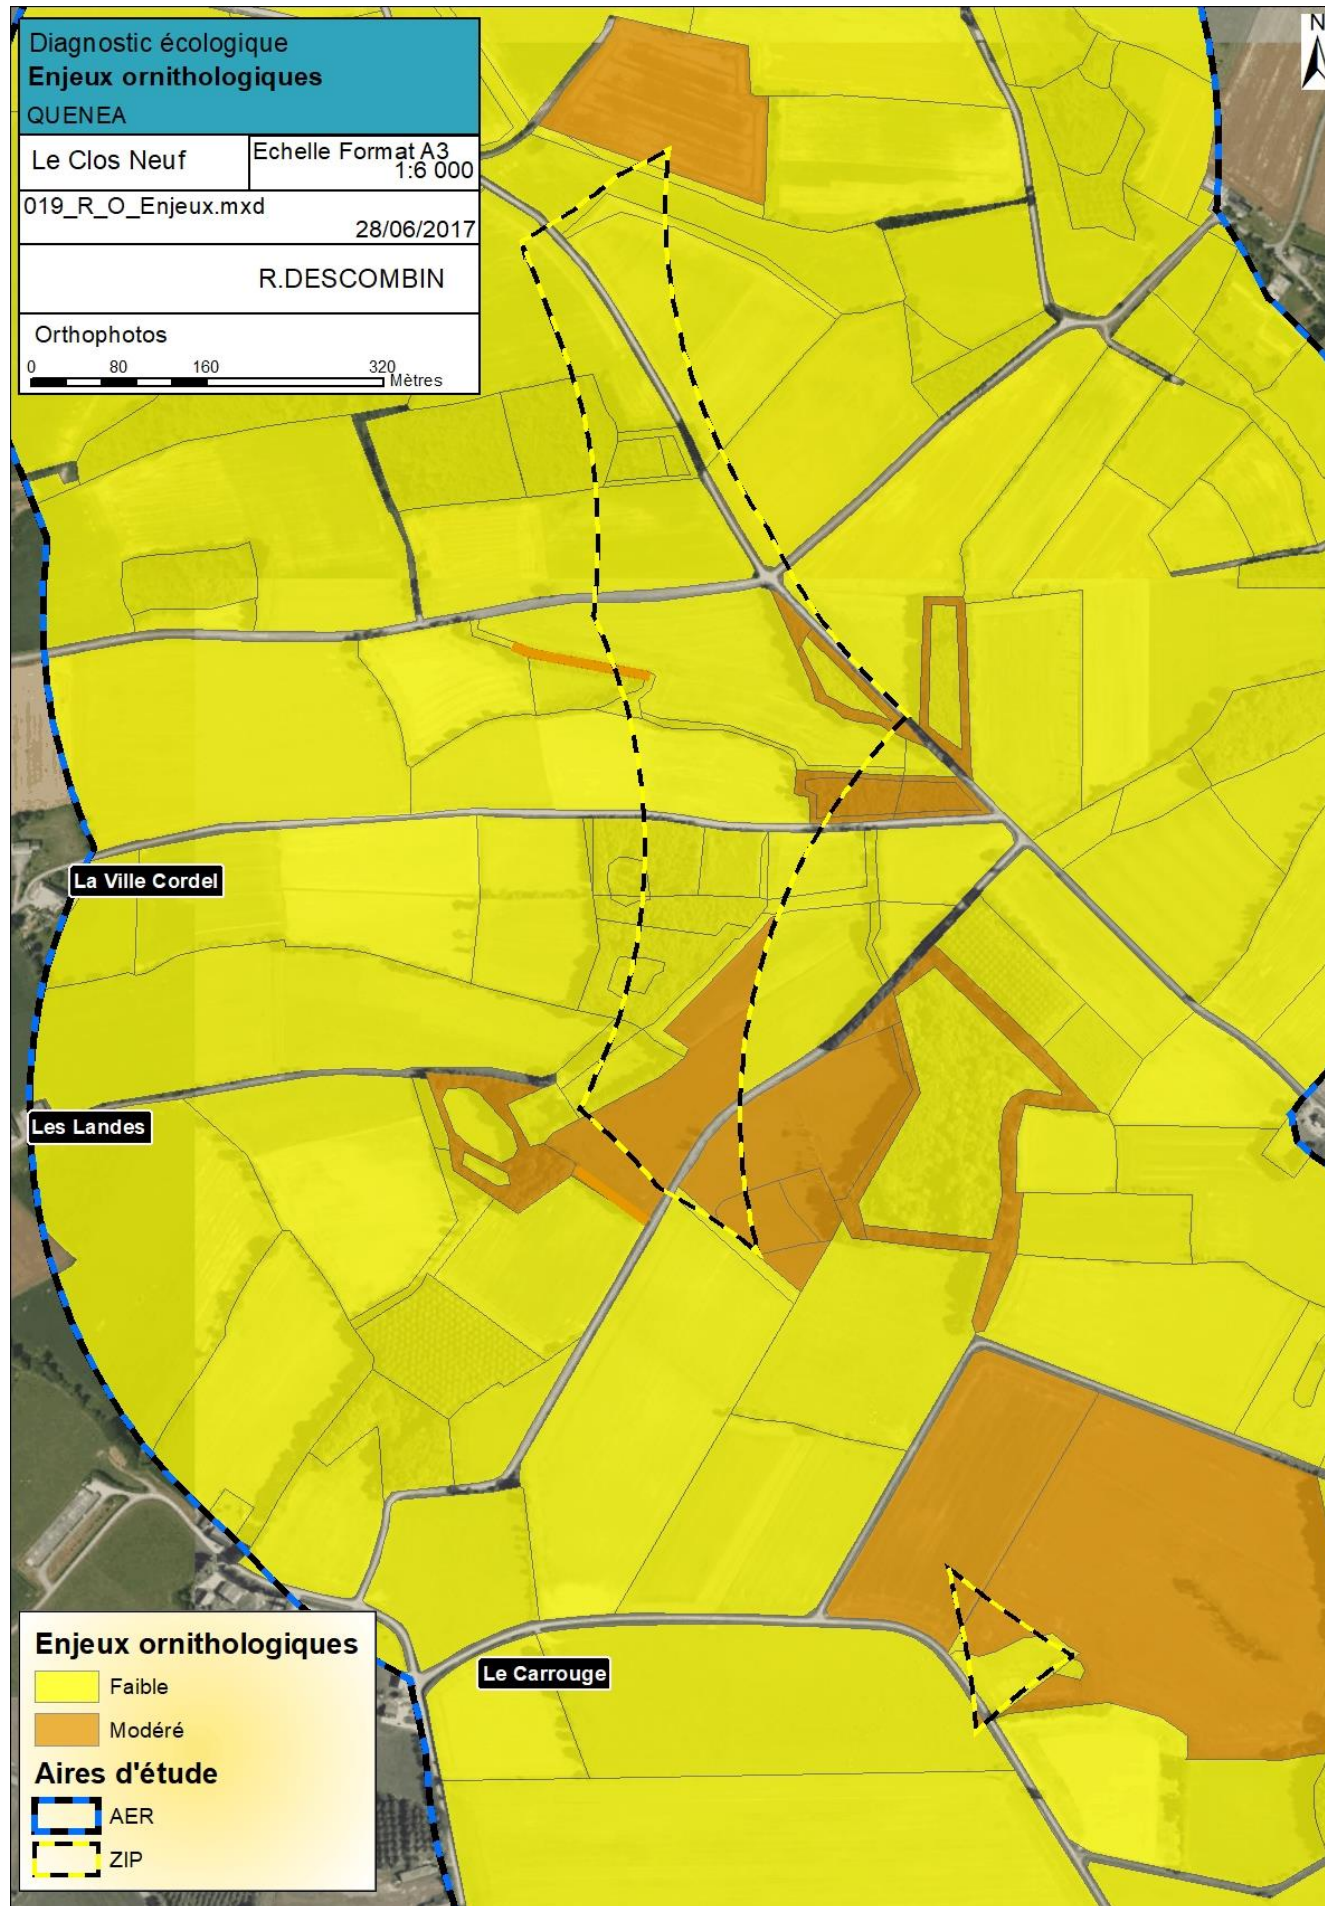 Diagnostic écologique
Enjeux ornithologiques
QUENEA
Le Clos Neuf
Echelle Format A3
1:6 000
019_R_O_Enjeux.mxd
28/06/2017
R.DESCOMBIN
Orthophotos
0 80 160 320
Mètres
N
La Ville Cordel
Les Landes
Le Carrouge
Enjeux ornithologiques
Faible
Modéré
Aires d'étude
AER
ZIP